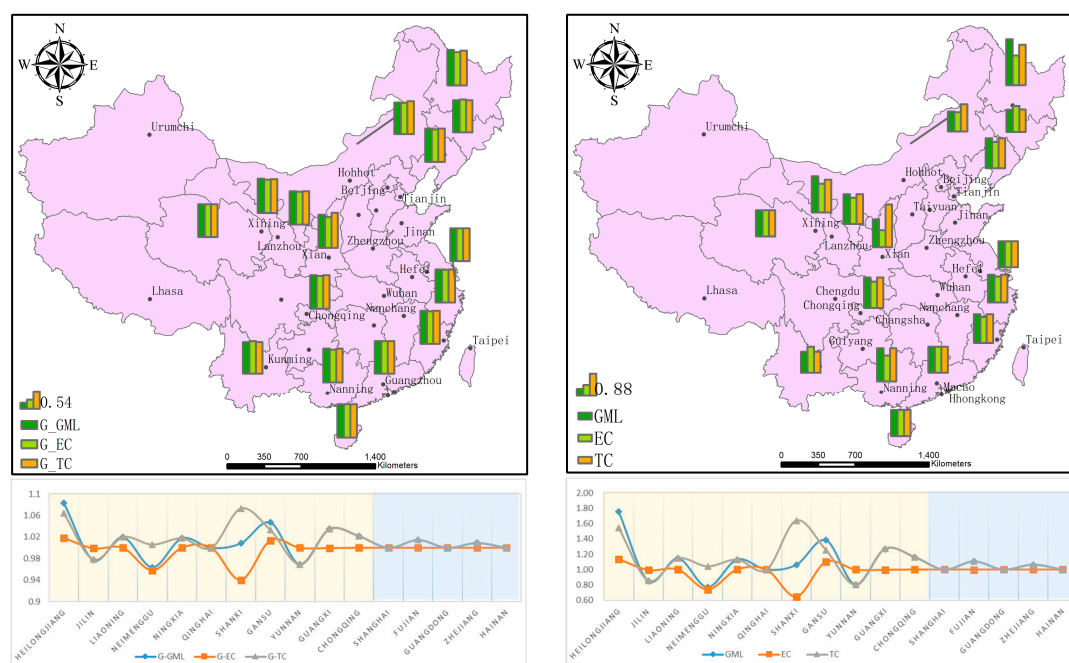 N
W E
S
Urumchi
Hohhot
Beijing
Tianjin
Xining
Lanzhou
Jinan
Zhengzhou
Xian
Hefei
Lhasa
Wuhan
Nanchang
Chongqing
Taipei
Kunming
Guangzhou
Nanning
0.54
G_GML
G_EC
G_TC
0 350 700 1,400
Kilometers
N
W E
S
Urumchi
Hohhot
Beijing
Tianjin
Taiyuan
Jinan
Xining
Lanzhou
Zhengzhou
Xian
Hefei
Lhasa
Chengdu
Wuhan
Chongqing
Nanchang
Changsha
Guiyang
Taipei
Nanning
Macao
Hhongkong
0.88
GML
EC
TC
0 350 700 1,400
Kilometers
1.1
1.06
1.02
0.98
0.94
0.9
HEILONGJIANG
JILIN
LIAONING
NEIMENGGU
NINGXIA
QINGHAI
SHANXI
GANSU
YUNNAN
GUANGXI
CHONGQING
SHANGHAI
FUJIAN
GUANGDONG
ZHEJIANG
HAINAN
G-GML G-EC G-TC
2.00
1.80
1.60
1.40
1.20
1.00
0.80
0.60
HEILONGJIANG
JILIN
LIAONING
NEIMENGGU
NINGXIA
QINGHAI
SHANXI
GANSU
YUNNAN
GUANGXI
CHONGQING
SHANGHAI
FUJIAN
GUANGDONG
ZHEJIANG
HAINAN
GML EC TC